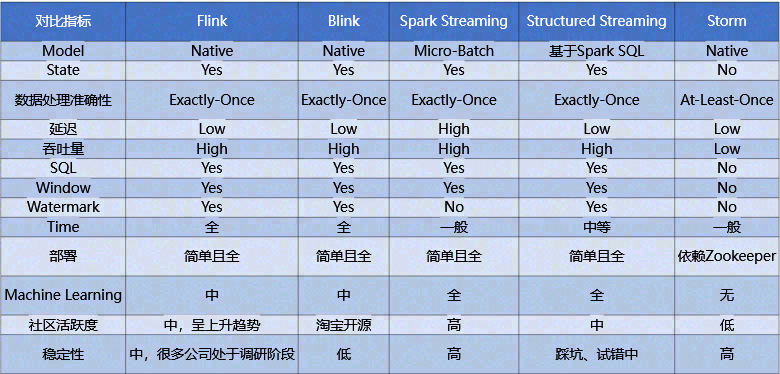 对比指标 Flink Blink Spark Streaming Structured Streaming Storm
Model Native Native Micro-Batch 基于Spark SQL Native
State Yes Yes Yes Yes No
数据处理准确性 Exactly-Once Exactly-Once Exactly-Once Exactly-Once At-Least-Once
延迟 Low Low High Low Low
吞吐量 High High High High Low
SQL Yes Yes Yes Yes No
Window Yes Yes Yes Yes No
Watermark Yes Yes No Yes No
Time 全 全 一般 中等 一般
部署 简单且全 简单且全 简单且全 简单且全 依赖Zookeeper
Machine Learning 中 中 全 全 无
社区活跃度 中，呈上升趋势 淘宝开源 高 中 低
稳定性 中，很多公司处于调研阶段 低 高 踩坑、试错中 高